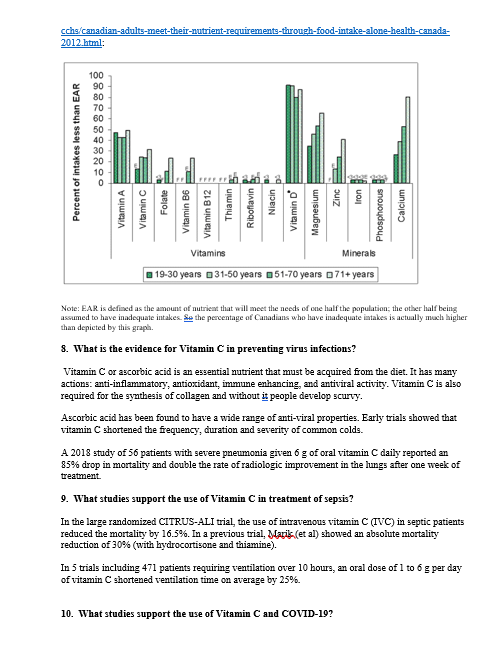 cchs/canadian-adults-meet-their-nutrient-requirements-through-food-intake-alone-health-canada-
2012.html:
Percent of intakes less than EAR
100
90
80
70
60
50
40
30
20
10
0
Vitamin A
Vitamin C
Folate
Vitamin B6
Vitamin B12
Thiamin
Riboflavin
Niacin
Vitamin D*
Magnesium
Zinc
Iron
Phosphorous
Calcium
Vitamins
Minerals
19-30 years
31-50 years
51-70 years
71+ years
Note: EAR is defined as the amount of nutrient that will meet the needs of one half the population; the other half being
assumed to have inadequate intakes. So the percentage of Canadians who have inadequate intakes is actually much higher
than depicted by this graph.
8. What is the evidence for Vitamin C in preventing virus infections?
Vitamin C or ascorbic acid is an essential nutrient that must be acquired from the diet. It has many
actions: anti-inflammatory, antioxidant, immune enhancing, and antiviral activity. Vitamin C is also
required for the synthesis of collagen and without it people develop scurvy.
Ascorbic acid has been found to have a wide range of anti-viral properties. Early trials showed that
vitamin C shortened the frequency, duration and severity of common colds.
A 2018 study of 56 patients with severe pneumonia given 6 g of oral vitamin C daily reported an
85% drop in mortality and double the rate of radiologic improvement in the lungs after one week of
treatment.
9. What studies support the use of Vitamin C in treatment of sepsis?
In the large randomized CITRUS-ALI trial, the use of intravenous vitamin C (IVC) in septic patients
reduced the mortality by 16.5%. In a previous trial, Marik (et al) showed an absolute mortality
reduction of 30% (with hydrocortisone and thiamine).
In 5 trials including 471 patients requiring ventilation over 10 hours, an oral dose of 1 to 6 g per day
of vitamin C shortened ventilation time on average by 25%.
10. What studies support the use of Vitamin C and COVID-19?